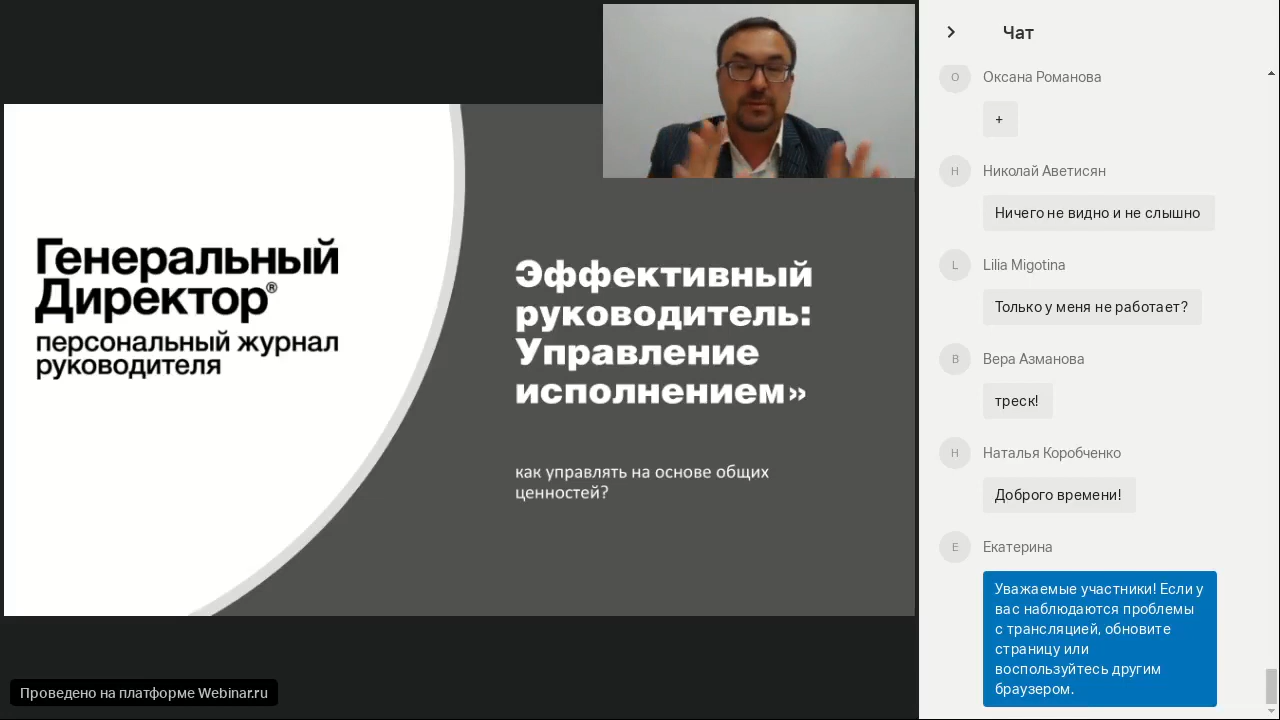 Генеральный
Директор®
персональный журнал
руководителя
Эффективный
руководитель:
Управление
исполнением»
как управлять на основе общих
ценностей?
Проведено на платформе Webinar.ru
Чат
О
Оксана Романова
+
Н
Николай Аветисян
Ничего не видно и не слышно
L
Lilia Migotina
Только у меня не работает?
В
Вера Азманова
треск!
Н
Наталья Коробченко
Доброго времени!
Е
Екатерина
Уважаемые участники! Если у
вас наблюдаются проблемы
с трансляцией, обновите
страницу или
воспользуйтесь другим
браузером.